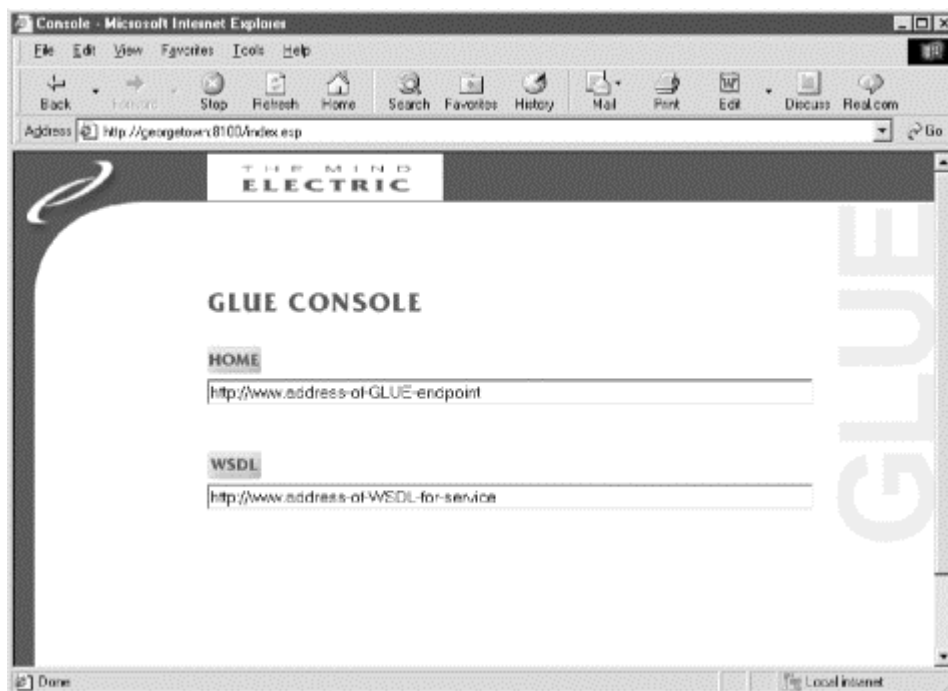 Console - Microsoft Internet Explorer
File Edit View Favorites Tools Help
Back Forward Stop Refresh Home Search Favorites History Mail Print Edit Discuss Real.com
Address http://georgetown:8100/index.esp Go
THE MIND
ELECTRIC
GLUE
GLUE CONSOLE
HOME
http://www.address-of-GLUE-endpoint
WSDL
http://www.address-of-WSDL-for-service
Done Local intranet